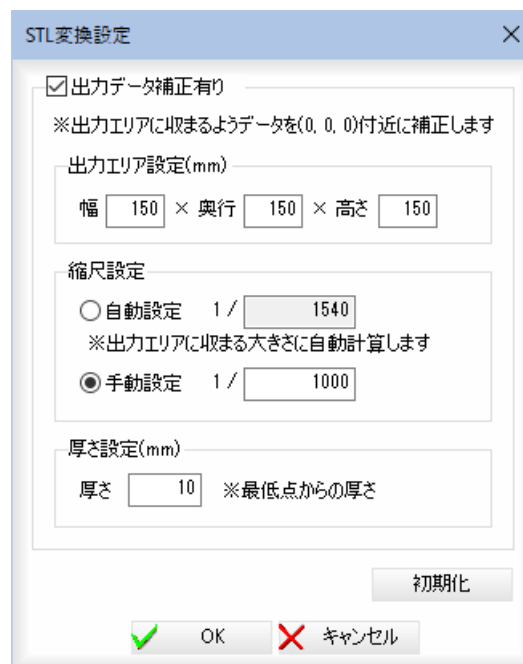 STL変換設定
出力データ補正有り
※出力エリアに収まるようデータを(0, 0, 0)付近に補正します
出力エリア設定(mm)
幅 150 × 奥行 150 × 高さ 150
縮尺設定
自動設定 1 / 1540
※出力エリアに収まる大きさに自動計算します
手動設定 1 / 1000
厚さ設定(mm)
厚さ 10 ※最低点からの厚さ
初期化
OK キャンセル